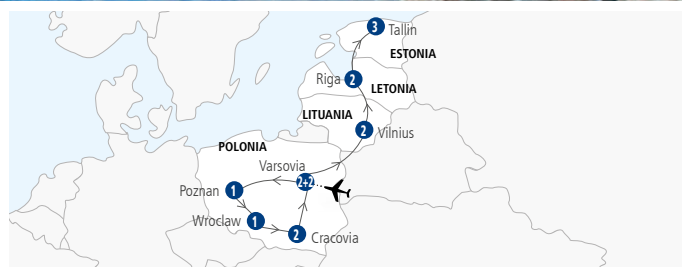 3 Tallin
ESTONIA
Riga 2
LETONIA
LITUANIA
2 Vilnius
POLONIA
Varsovia
2+2
Poznan 1
Wroclaw 1
2 Cracovia